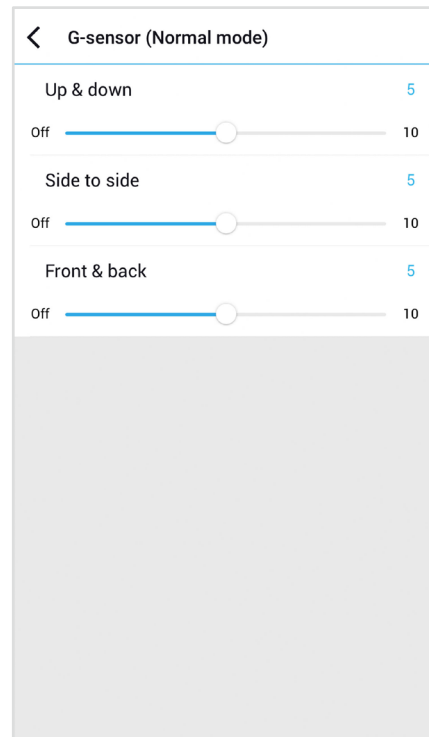 G-sensor (Normal mode)
Up & down 5
Off 10
Side to side 5
Off 10
Front & back 5
Off 10